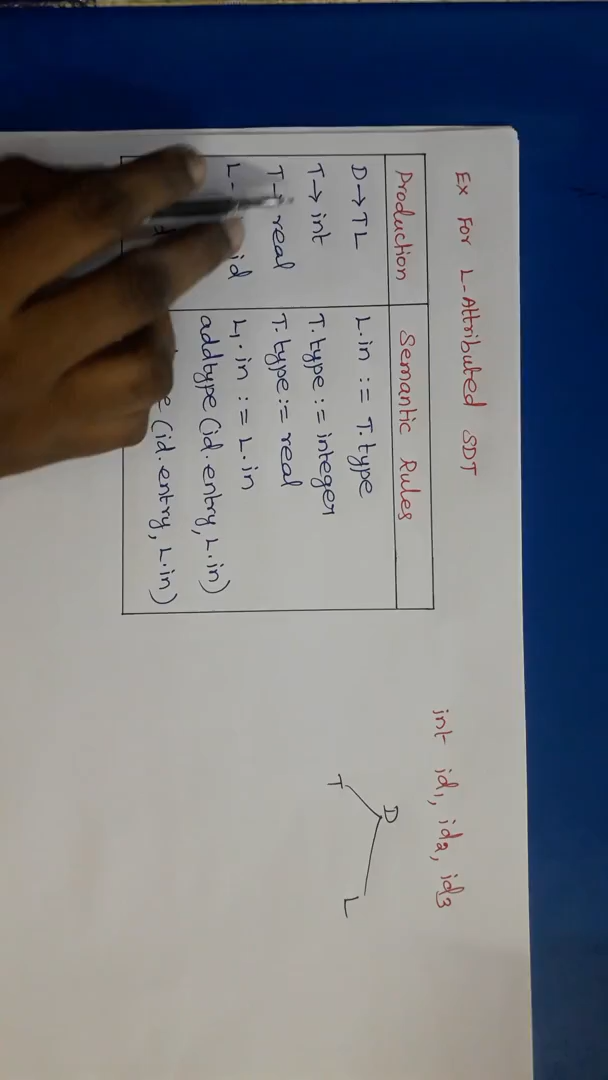 Ex For L-Attributed SDT
Production Semantic Rules
D→TL L.in := T.type
T→int T.type := integer
T→real T.type := real
L- id L₁.in := L.in
addtype (id.entry, L.in)
e (id.entry, L.in)
int id₁, id₂, id₃
D
T L